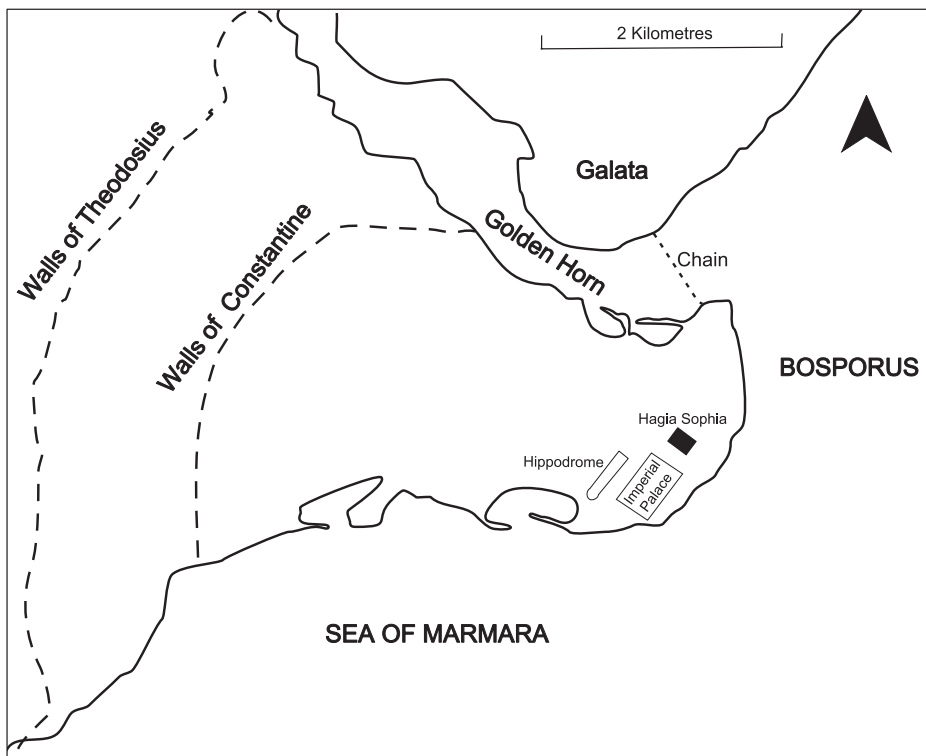 2 Kilometres
Walls of Theodosius
Galata
Walls of Constantine
Golden Horn
Chain
BOSPORUS
Hagia Sophia
Hippodrome
Imperial
Palace
SEA OF MARMARA